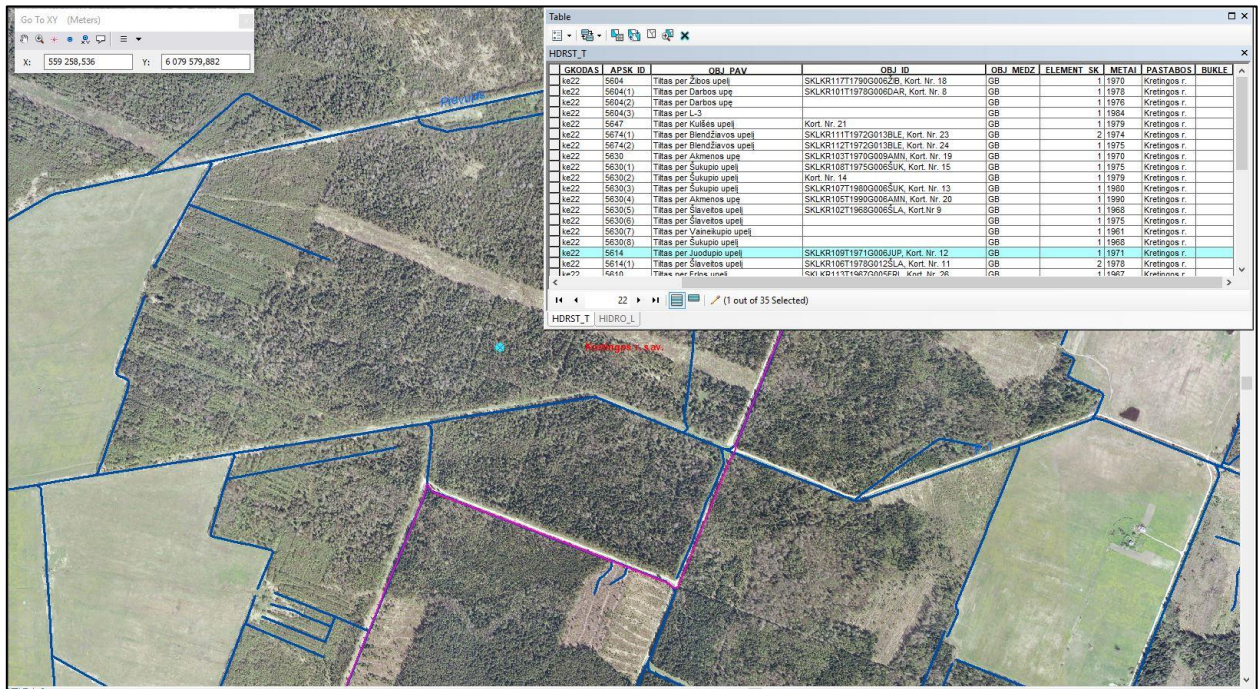 Go To XY (Meters)
X: 559 258,536 Y: 6 079 579,882
Table
HDRST_T
GKODAS APSK_ID OBJ_PAV OBJ_ID OBJ_MEDZ ELEMENT_SK METAI PASTABOS BUKLE
ke22 5604 Tiltas per Žibos upelį SKLKR117T1790G006ŽIB, Kort. Nr. 18 GB 1 1970 Kretingos r.
ke22 5604(1) Tiltas per Darbos upę SKLKR101T1978G006DAR, Kort. Nr. 8 GB 1 1978 Kretingos r.
ke22 5604(2) Tiltas per Darbos upę GB 1 1976 Kretingos r.
ke22 5604(3) Tiltas per L-3 GB 1 1984 Kretingos r.
ke22 5647 Tiltas per Kulšės upelį Kort. Nr. 21 GB 1 1979 Kretingos r.
ke22 5674(1) Tiltas per Blendžiavos upelį SKLKR111T1972G013BLE, Kort. Nr. 23 GB 2 1974 Kretingos r.
ke22 5674(2) Tiltas per Blendžiavos upelį SKLKR112T1972G013BLE, Kort. Nr. 24 GB 1 1975 Kretingos r.
ke22 5630 Tiltas per Akmenos upę SKLKR103T1970G009AMN, Kort. Nr. 19 GB 1 1970 Kretingos r.
ke22 5630(1) Tiltas per Šukupio upelį SKLKR108T1975G006ŠUK, Kort. Nr. 15 GB 1 1975 Kretingos r.
ke22 5630(2) Tiltas per Šukupio upelį Kort. Nr. 14 GB 1 1979 Kretingos r.
ke22 5630(3) Tiltas per Šukupio upelį SKLKR107T1980G006ŠUK, Kort. Nr. 13 GB 1 1980 Kretingos r.
ke22 5630(4) Tiltas per Akmenos upę SKLKR105T1990G006AMN, Kort. Nr. 20 GB 1 1990 Kretingos r.
ke22 5630(5) Tiltas per Šlaveitos upelį SKLKR102T1968G006ŠLA, Kort.Nr 9 GB 1 1968 Kretingos r.
ke22 5630(6) Tiltas per Šlaveitos upelį GB 1 1975 Kretingos r.
ke22 5630(7) Tiltas per Vaineikupio upelį GB 1 1961 Kretingos r.
ke22 5630(8) Tiltas per Šukupio upelį GB 1 1968 Kretingos r.
ke22 5614 Tiltas per Juodupio upelį SKLKR109T1971G006JUP, Kort. Nr. 12 GB 1 1971 Kretingos r.
ke22 5614(1) Tiltas per Šlaveitos upelį SKLKR106T1978G012ŠLA, Kort. Nr. 11 GB 2 1978 Kretingos r.
ke22 5610 Tiltas per Erlos upelį SKLKR113T1967G005ERL, Kort. Nr. 26 GB 1 1967 Kretingos r.
22 (1 out of 35 Selected)
HDRST_T HIDRO_L
Kretingos r. sav.